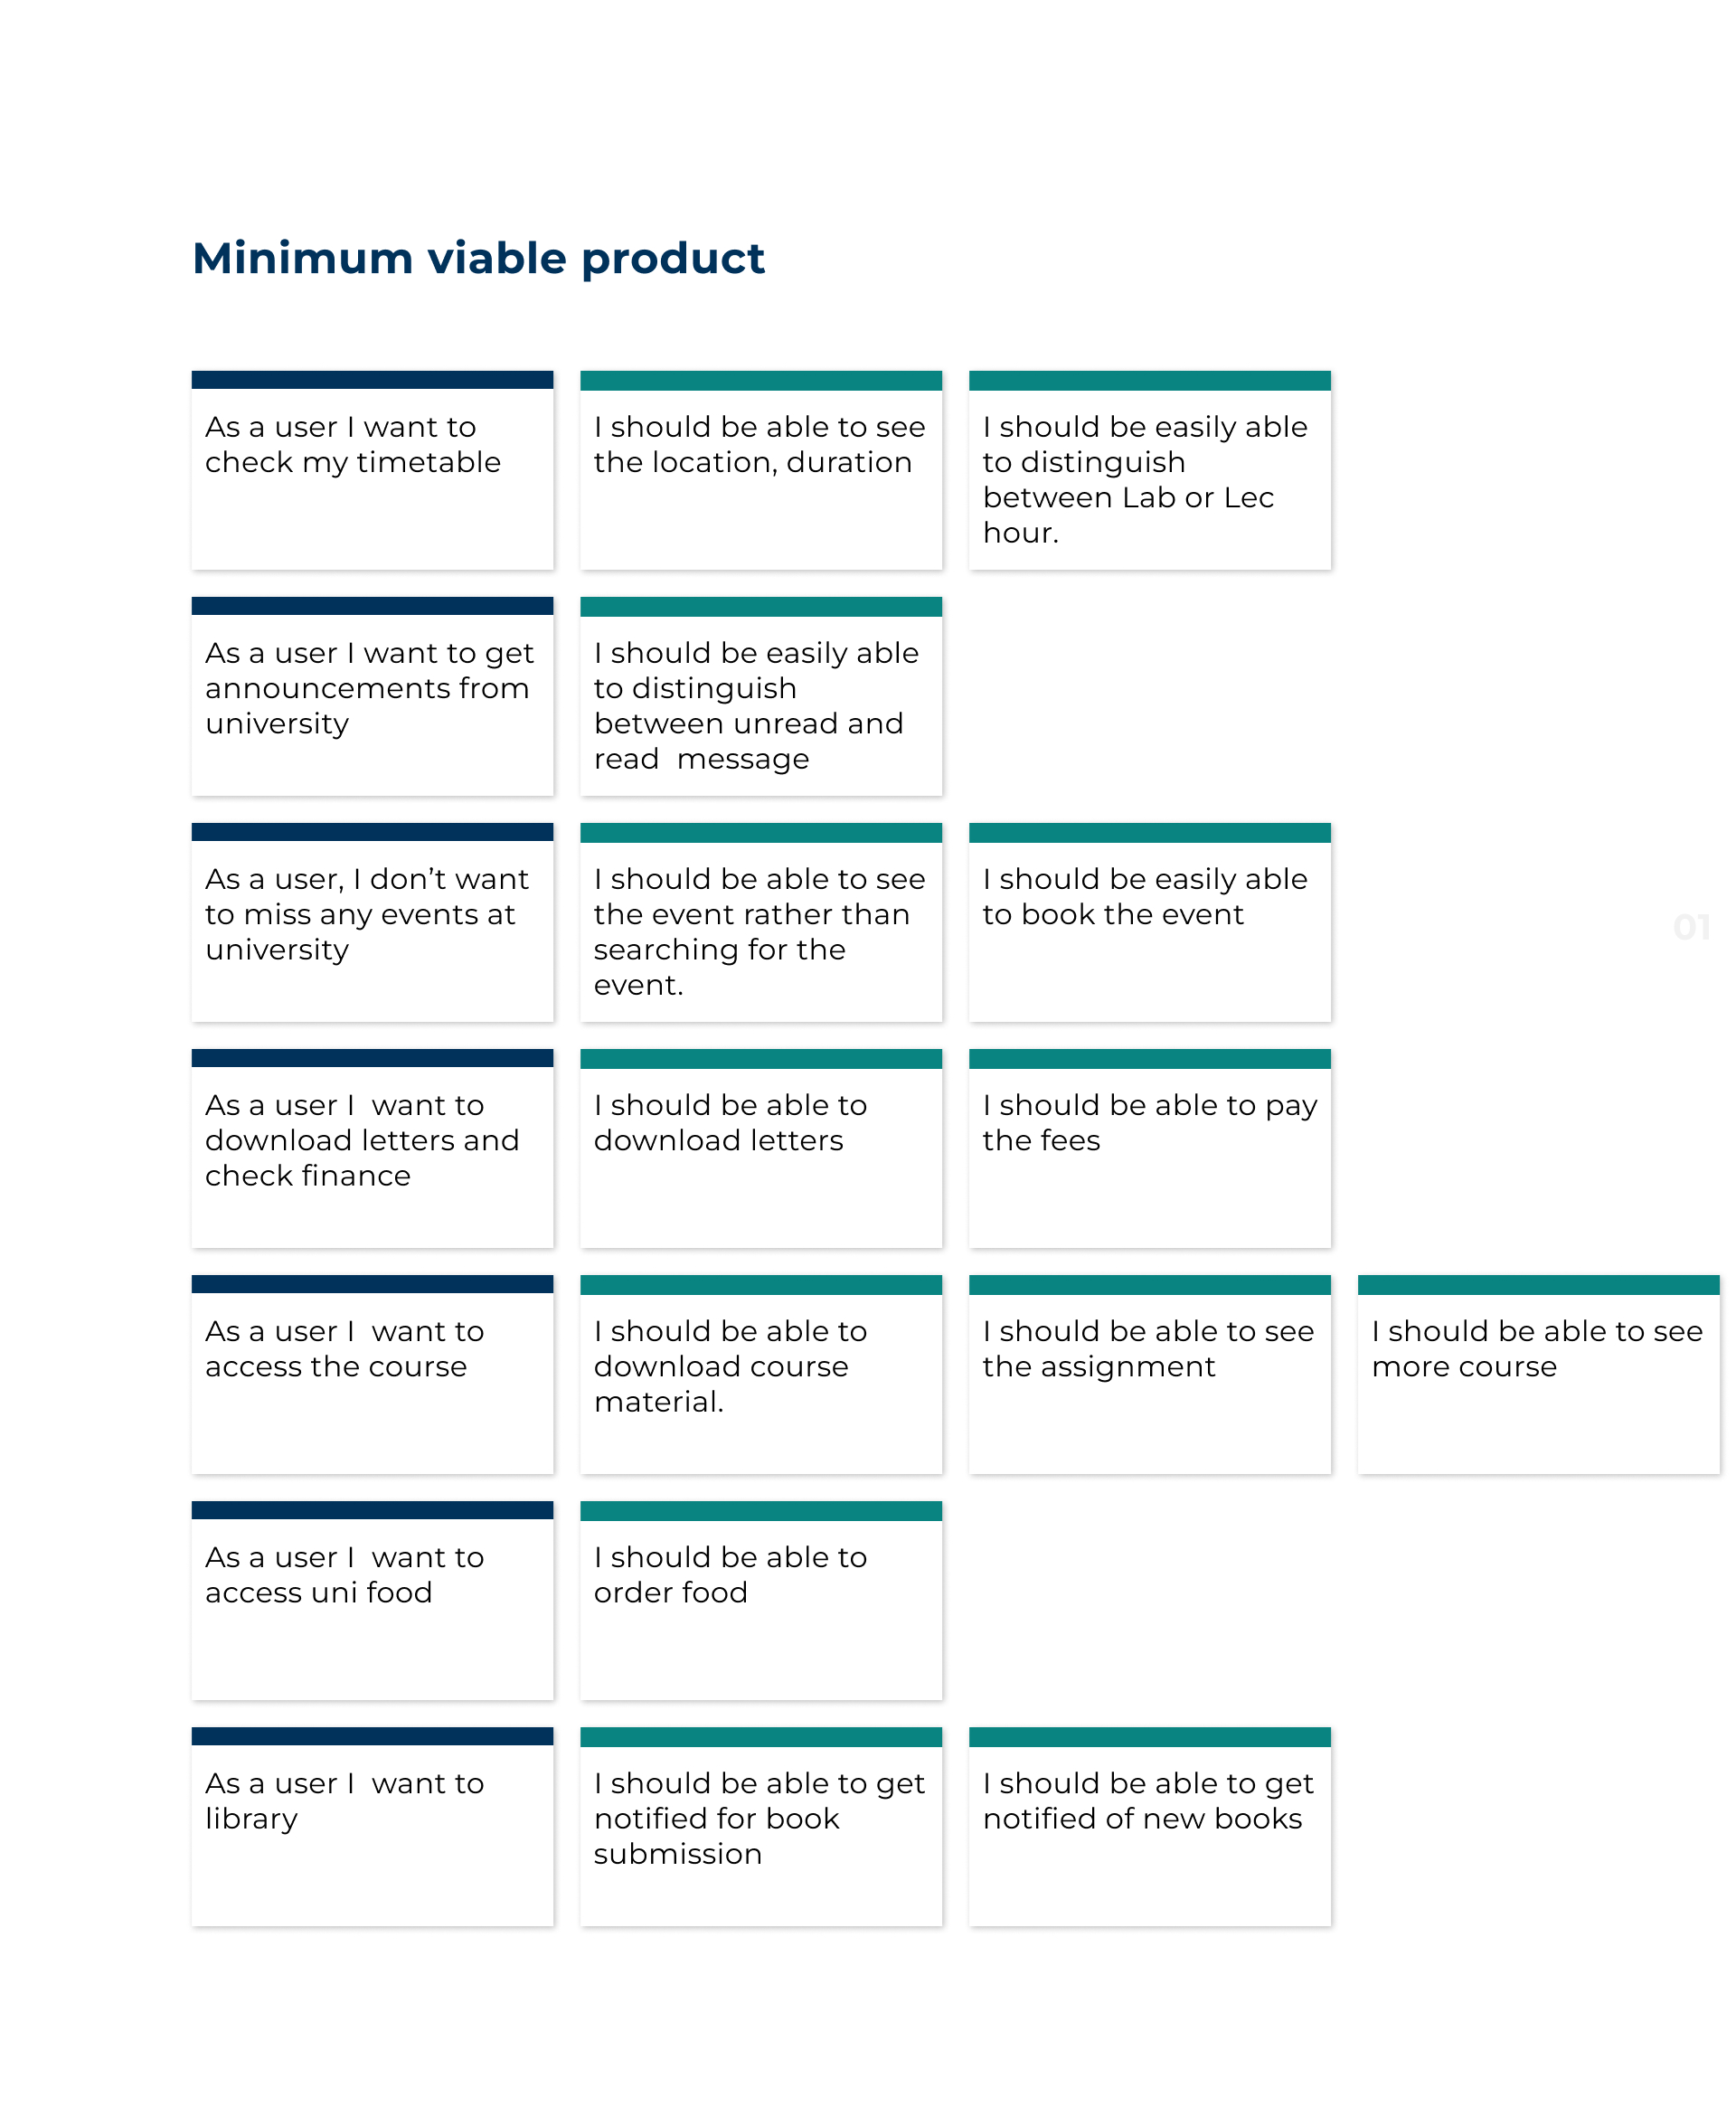 Minimum viable product
As a user I want to
check my timetable
I should be able to see
the location, duration
I should be easily able
to distinguish
between Lab or Lec
hour.
As a user I want to get
announcements from
university
I should be easily able
to distinguish
between unread and
read  message
As a user, I don’t want
to miss any events at
university
I should be able to see
the event rather than
searching for the
event.
I should be easily able
to book the event
01
As a user I  want to
download letters and
check finance
I should be able to
download letters
I should be able to pay
the fees
As a user I  want to
access the course
I should be able to
download course
material.
I should be able to see
the assignment
I should be able to see
more course
As a user I  want to
access uni food
I should be able to
order food
As a user I  want to
library
I should be able to get
notified for book
submission
I should be able to get
notified of new books